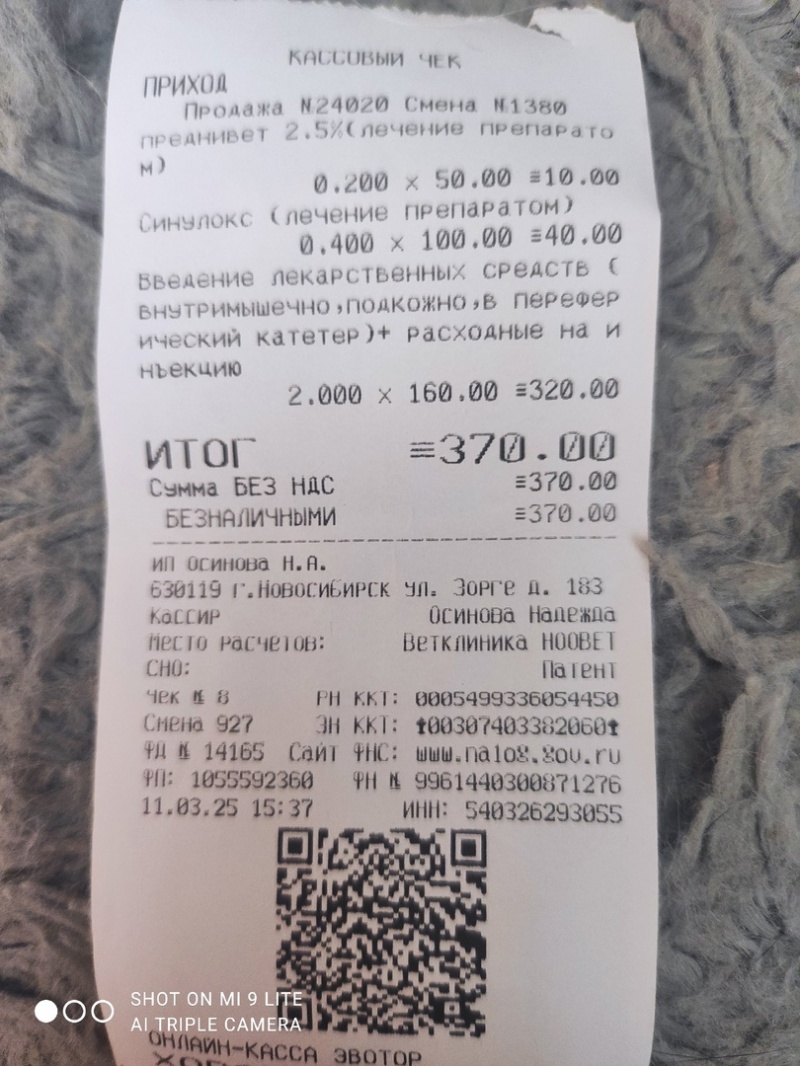 КАССОВЫЙ ЧЕК
ПРИХОД
Продажа №24020 Смена №1380
преднивет 2.5%(лечение препарато
м)
0.200 x 50.00 ≡10.00
Синулокс (лечение препаратом)
0.400 x 100.00 ≡40.00
Введение лекарственных средств (
внутримышечно,подкожно,в перефер
ический катетер)+ расходные на и
нъекцию
2.000 x 160.00 ≡320.00
ИТОГ ≡370.00
Сумма БЕЗ НДС ≡370.00
БЕЗНАЛИЧНЫМИ ≡370.00
ИП Осинова Н.А.
630119 г.Новосибирск ул. Зорге д. 183
Кассир Осинова Надежда
Место расчетов: Ветклиника НООВЕТ
СНО: Патент
Чек № 8 РН ККТ: 0005499336054450
Смена 927 ЗН ККТ: 00307403382060
ФД № 14165 Сайт ФНС: www.nalog.gov.ru
ФП: 1055592360 ФН № 9961440300871276
11.03.25 15:37 ИНН: 540326293055
SHOT ON MI 9 LITE
AI TRIPLE CAMERA
ОНЛАЙН-КАССА ЭВОТОР